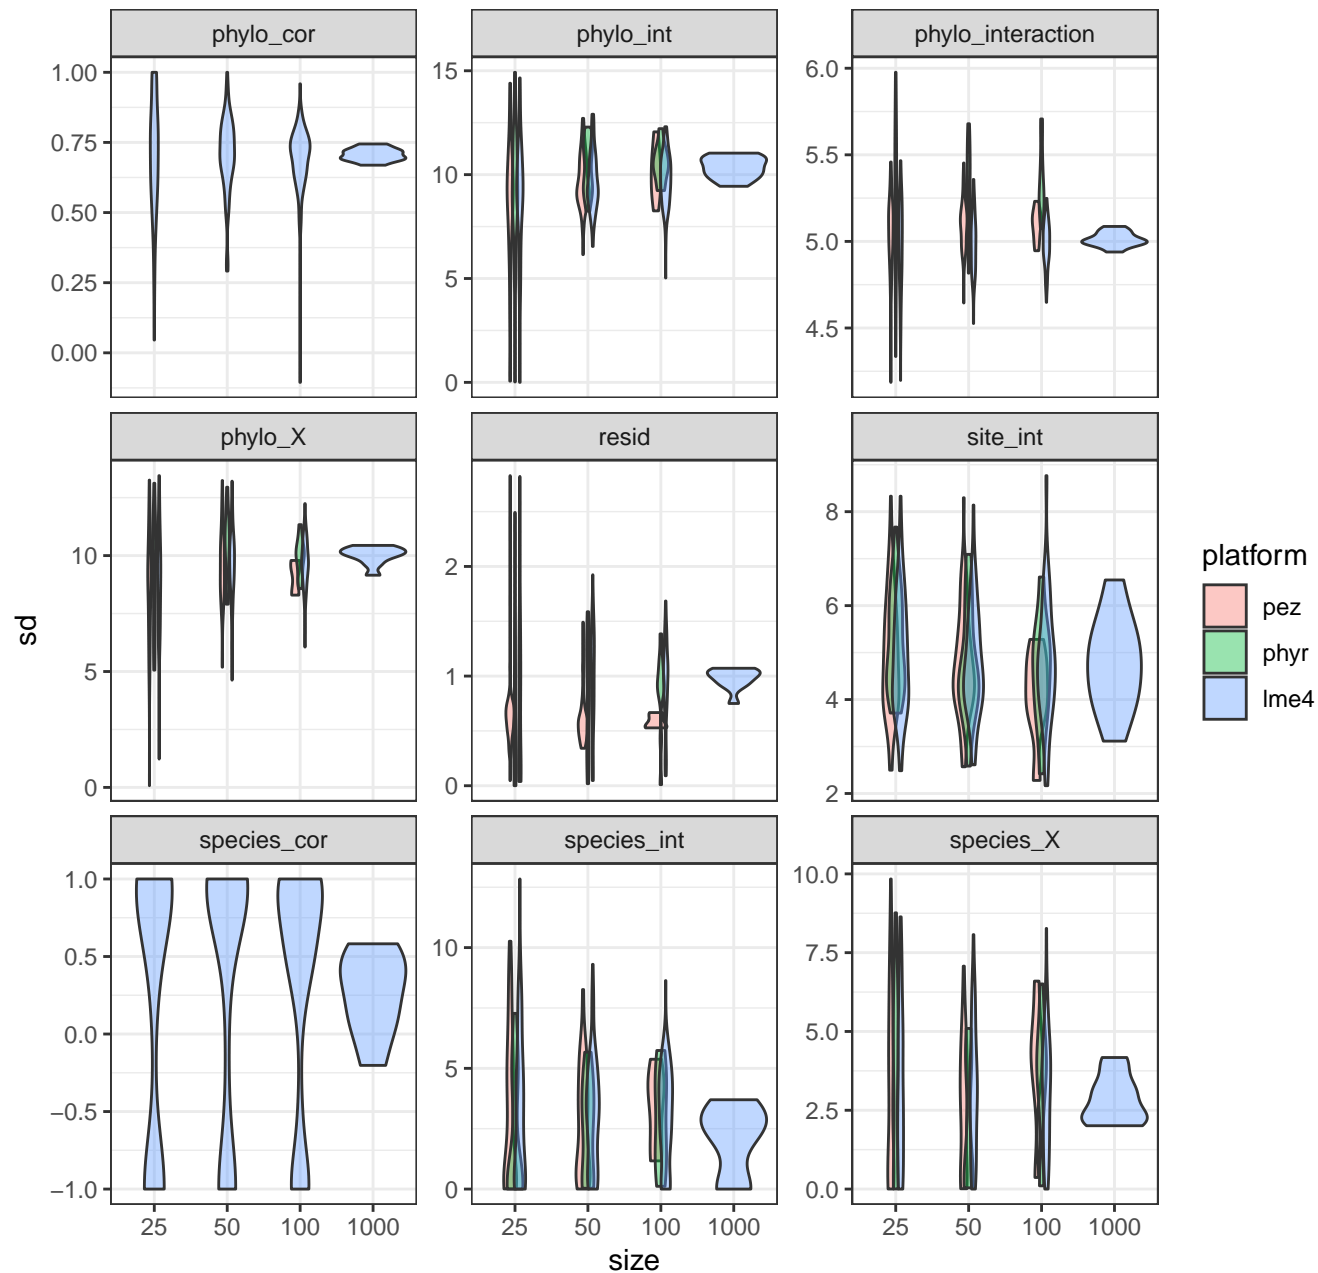 phylo_cor
phylo_int
phylo_interaction
1.00
0.75
0.50
0.25
0.00
15
10
5
0
6.0
5.5
5.0
4.5
phylo_X
resid
site_int
10
5
0
2
1
0
8
6
4
2
species_cor
species_int
species_X
1.0
0.5
0.0
−0.5
−1.0
10
5
0
10.0
7.5
5.0
2.5
0.0
25 50 100 1000
25 50 100 1000
25 50 100 1000
size
sd
platform
pez
phyr
lme4